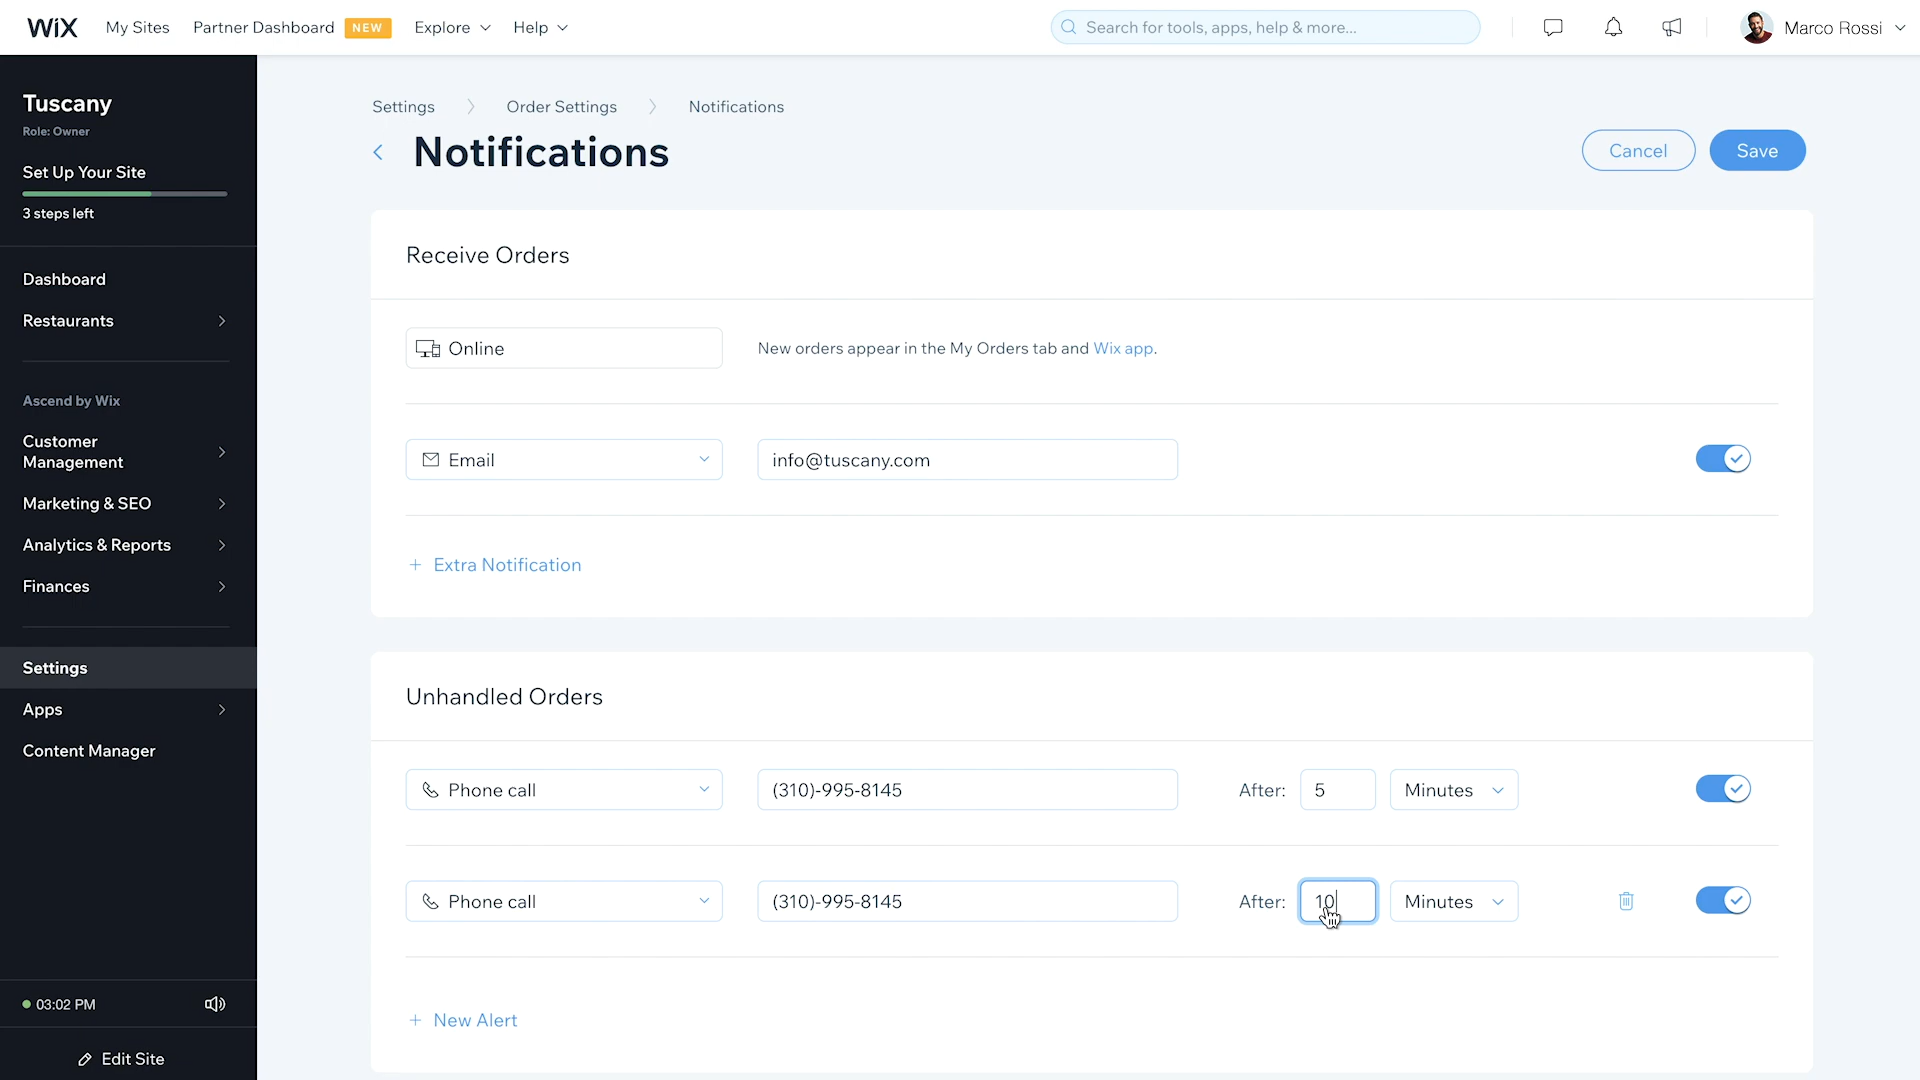 WiX My Sites Partner Dashboard NEW Explore Help Search for tools, apps, help & more... Marco Rossi
Tuscany
Role: Owner
Set Up Your Site
3 steps left
Dashboard
Restaurants
Ascend by Wix
Customer
Management
Marketing & SEO
Analytics & Reports
Finances
Settings
Apps
Content Manager
03:02 PM
Edit Site
Settings Order Settings Notifications
Notifications
Cancel Save
Receive Orders
Online New orders appear in the My Orders tab and Wix app.
Email info@tuscany.com
+ Extra Notification
Unhandled Orders
Phone call (310)-995-8145 After: 5 Minutes
Phone call (310)-995-8145 After: 10 Minutes
+ New Alert